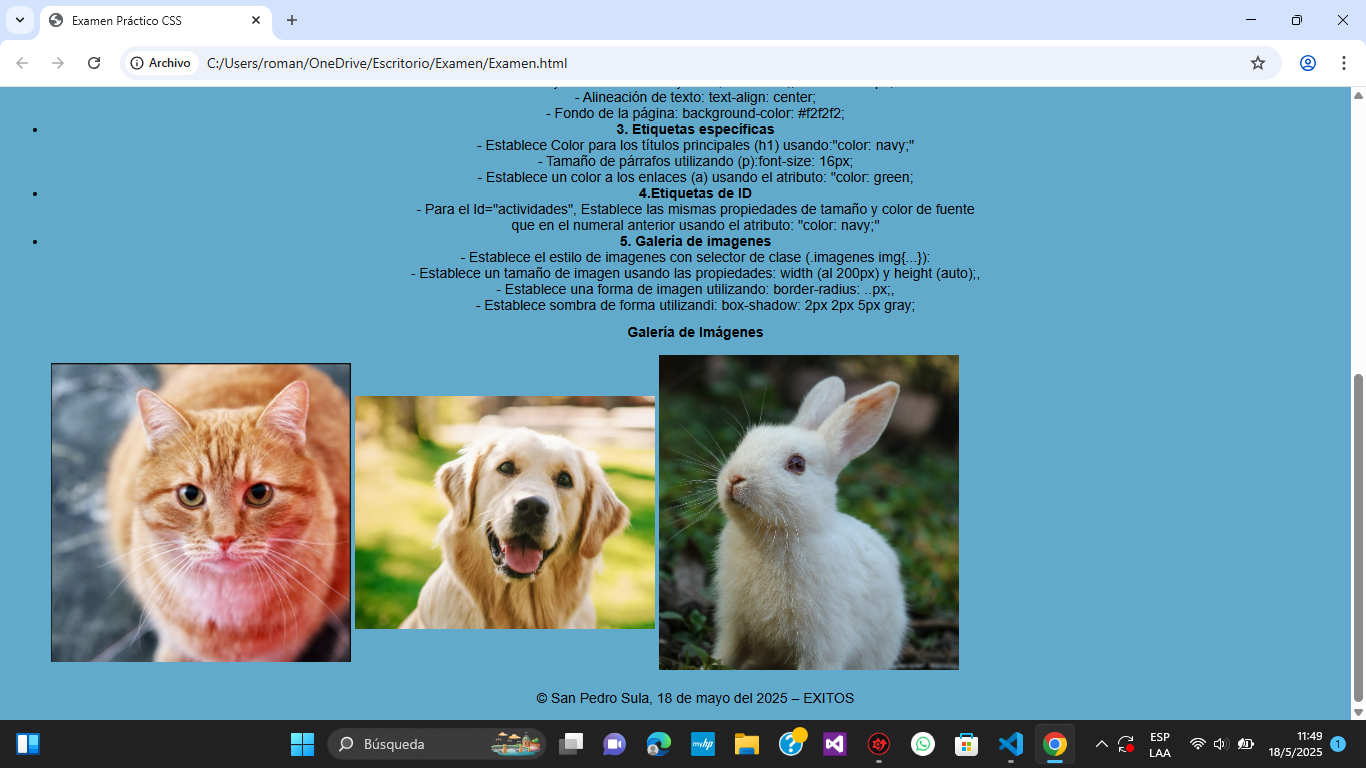 Examen Práctico CSS
Archivo
C:/Users/roman/OneDrive/Escritorio/Examen/Examen.html
- Alineación de texto: text-align: center;
- Fondo de la página: background-color: #f2f2f2;
3. Etiquetas específicas
- Establece Color para los títulos principales (h1) usando:"color: navy;"
- Tamaño de párrafos utilizando (p):font-size: 16px;
- Establece un color a los enlaces (a) usando el atributo: "color: green;
4.Etiquetas de ID
- Para el Id="actividades", Establece las mismas propiedades de tamaño y color de fuente
que en el numeral anterior usando el atributo: "color: navy;"
5. Galería de imagenes
- Establece el estilo de imagenes con selector de clase (.imagenes img{...}):
- Establece un tamaño de imagen usando las propiedades: width (al 200px) y height (auto);,
- Establece una forma de imagen utilizando: border-radius: ..px;,
- Establece sombra de forma utilizandi: box-shadow: 2px 2px 5px gray;
Galería de Imágenes
© San Pedro Sula, 18 de mayo del 2025 – EXITOS
Búsqueda
myhp
ESP
LAA
11:49
18/5/2025
1